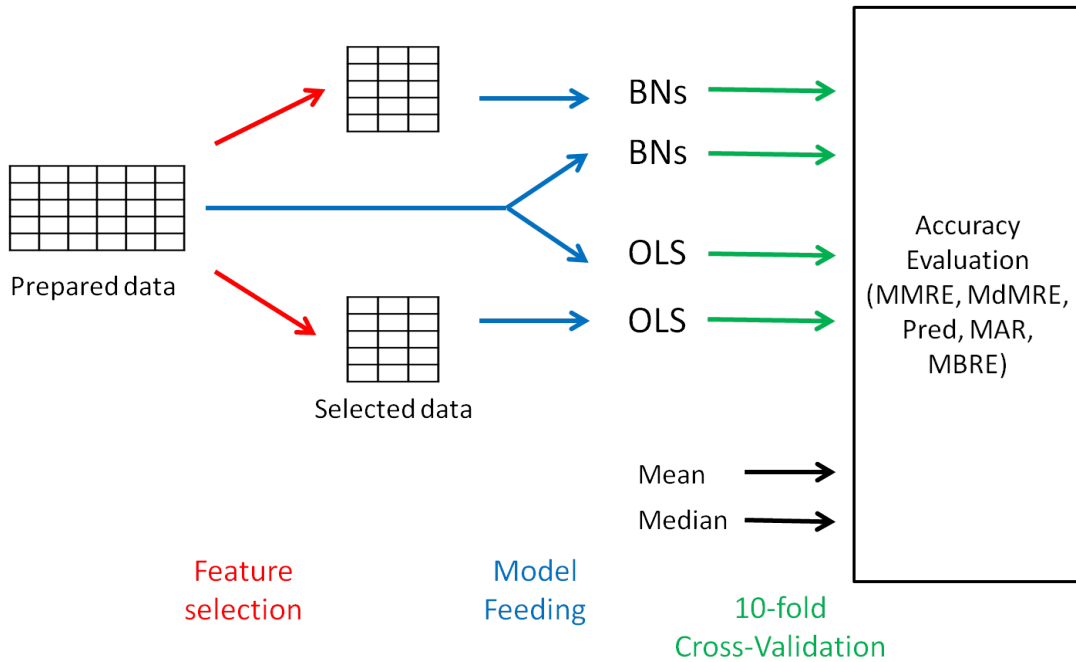 BNs
BNs
Prepared data
OLS
OLS
Selected data
Accuracy
Evaluation
(MMRE, MdMRE,
Pred, MAR,
MBRE)
Mean
Median
Feature
selection
Model
Feeding
10-fold
Cross-Validation